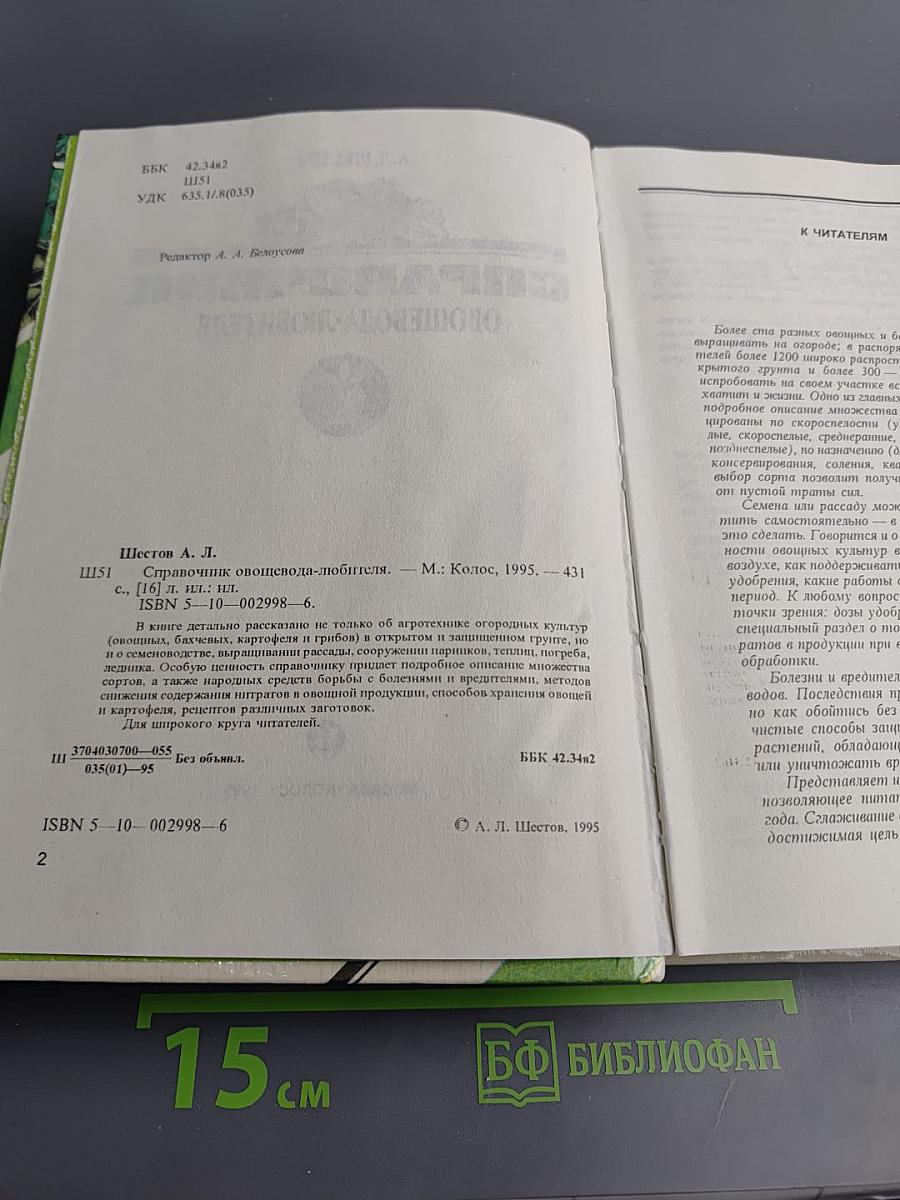 ББК 42.34я2
Ш51
УДК 635.1/.8(035)
Редактор А. А. Белоусова
Шестов А. Л.
Ш51 Справочник овощевода-любителя. — М.: Колос, 1995. — 431
с., [16] л. ил.: ил.
ISBN 5—10—002998—6.
В книге детально рассказано не только об агротехнике огородных культур
(овощных, бахчевых, картофеля и грибов) в открытом и защищенном грунте, но
и о семеноводстве, выращивании рассады, сооружении парников, теплиц, погреба,
ледника. Особую ценность справочнику придает подробное описание множества
сортов, а также народных средств борьбы с болезнями и вредителями, методов
снижения содержания нитратов в овощной продукции, способов хранения овощей
и картофеля, рецептов различных заготовок.
Для широкого круга читателей.
Ш 3704030700—055
035(01)—95 Без объявл. ББК 42.34я2
ISBN 5—10—002998—6 © А. Л. Шестов, 1995
2
К ЧИТАТЕЛЯМ
Более ста разных овощных и б
выращивать на огороде; в распоря
телей более 1200 широко распрост
крытого грунта и более 300 —
испробовать на своем участке вс
хватит и жизни. Одно из главных
подробное описание множества
цированы по скороспелости (у
лые, скороспелые, среднеранние,
позднеспелые), по назначению (д
консервирования, соления, ква
выбор сорта позволит получи
от пустой траты сил.
Семена или рассаду мож
тить самостоятельно — в
это сделать. Говорится и о
ности овощных культур в
воздухе, как поддерживат
удобрения, какие работы
период. К любому вопрос
точки зрения: дозы удобр
специальный раздел о то
ратов в продукции при
обработки.
Болезни и вредител
водов. Последствия пр
но как обойтись без
чистые способы защи
растений, обладающ
или уничтожать вр
Представляет и
позволяющее питат
года. Сглаживание
достижимая цель
15 см
БФ БИБЛИОФАН